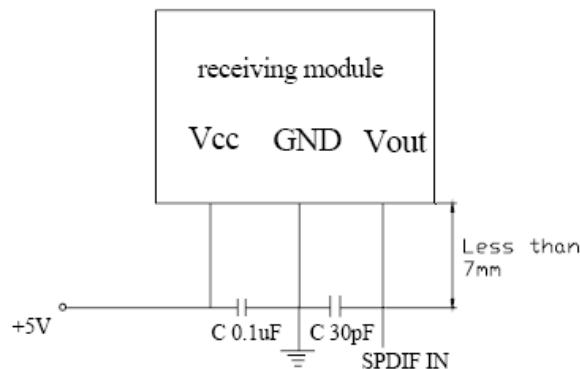 receiving module
Vcc GND Vout
Less than
7mm
+5V
C 0.1uF C 30pF
SPDIF IN